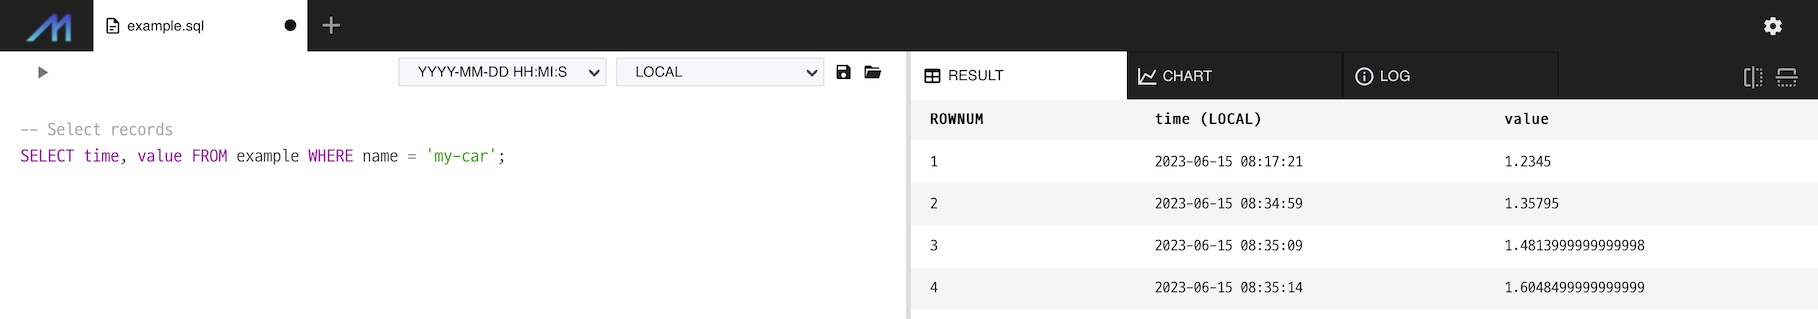 example.sql
YYYY-MM-DD HH:MI:S
LOCAL
-- Select records
SELECT time, value FROM example WHERE name = 'my-car';
RESULT
CHART
LOG
ROWNUM time (LOCAL) value
1 2023-06-15 08:17:21 1.2345
2 2023-06-15 08:34:59 1.35795
3 2023-06-15 08:35:09 1.4813999999999998
4 2023-06-15 08:35:14 1.6048499999999999